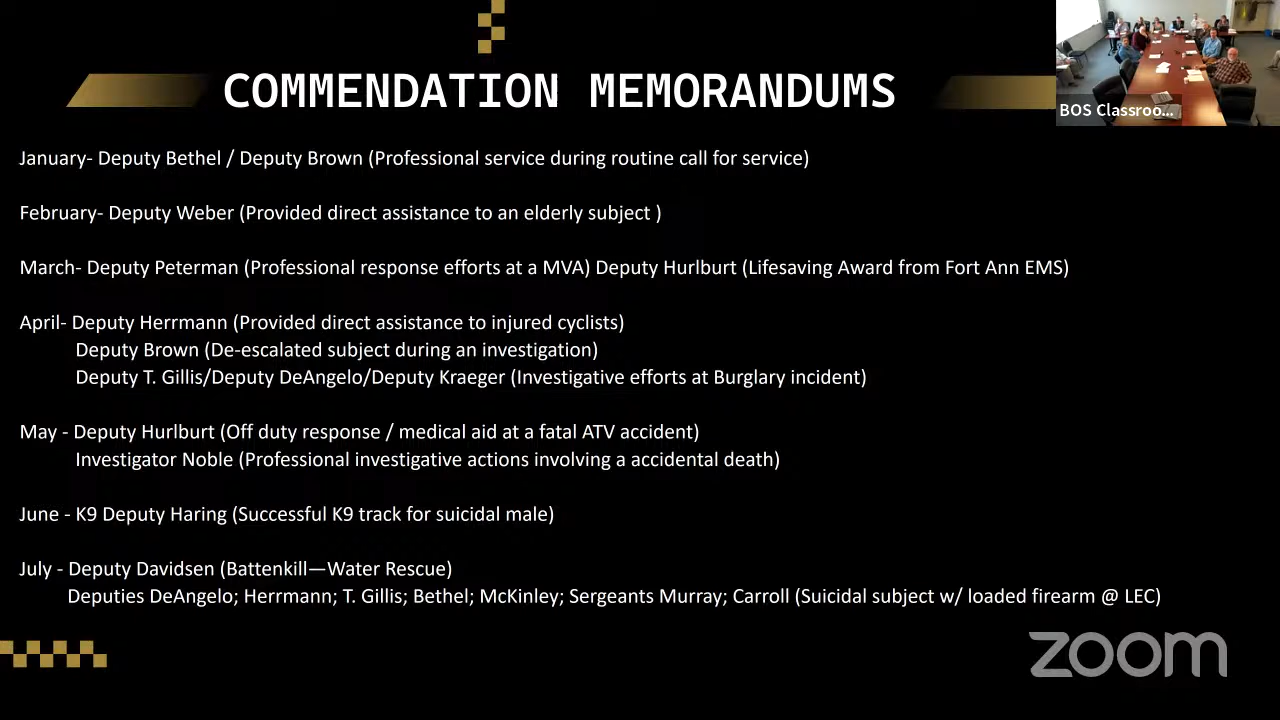 COMMENDATION MEMORANDUMS
BOS Classroo...
January- Deputy Bethel / Deputy Brown (Professional service during routine call for service)
February- Deputy Weber (Provided direct assistance to an elderly subject )
March- Deputy Peterman (Professional response efforts at a MVA) Deputy Hurlburt (Lifesaving Award from Fort Ann EMS)
April- Deputy Herrmann (Provided direct assistance to injured cyclists)
Deputy Brown (De-escalated subject during an investigation)
Deputy T. Gillis/Deputy DeAngelo/Deputy Kraeger (Investigative efforts at Burglary incident)
May - Deputy Hurlburt (Off duty response / medical aid at a fatal ATV accident)
Investigator Noble (Professional investigative actions involving a accidental death)
June - K9 Deputy Haring (Successful K9 track for suicidal male)
July - Deputy Davidsen (Battenkill—Water Rescue)
Deputies DeAngelo; Herrmann; T. Gillis; Bethel; McKinley; Sergeants Murray; Carroll (Suicidal subject w/ loaded firearm @ LEC)
zoom